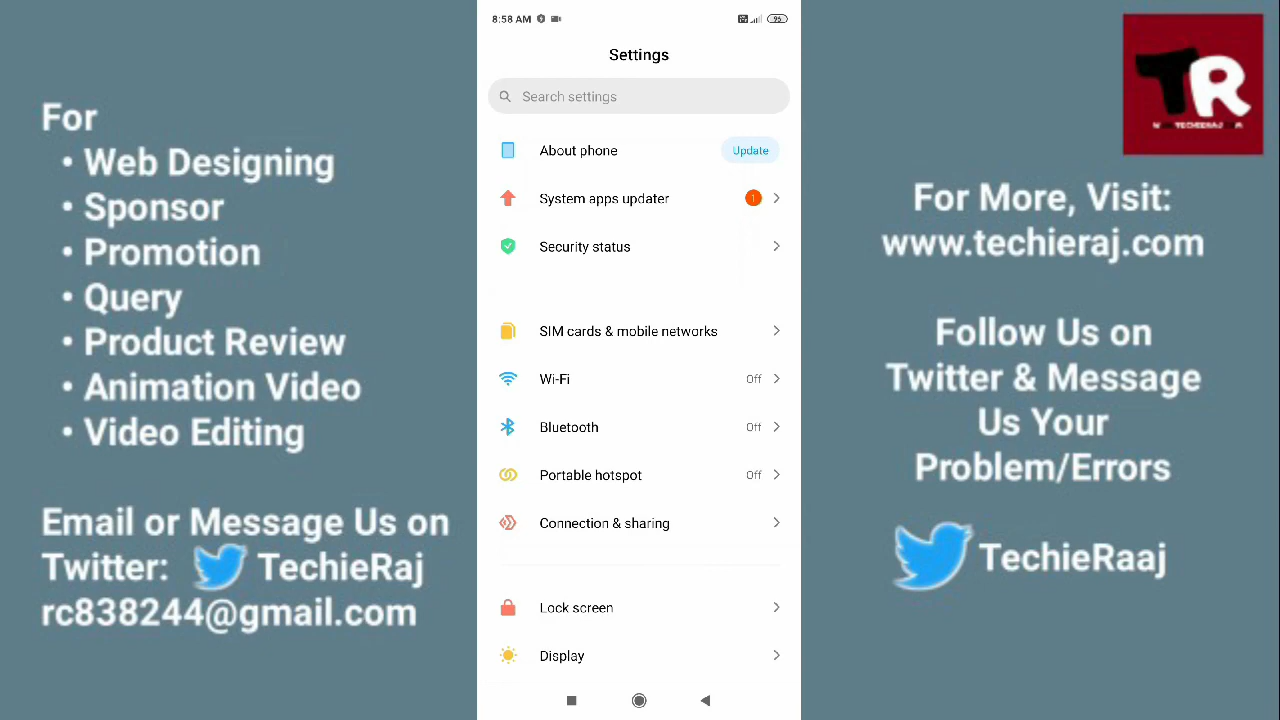 For
• Web Designing
• Sponsor
• Promotion
• Query
• Product Review
• Animation Video
• Video Editing
Email or Message Us on
Twitter: TechieRaj
rc838244@gmail.com
8:58 AM
96
Settings
Search settings
About phone Update
System apps updater 1
Security status
SIM cards & mobile networks
Wi-Fi Off
Bluetooth Off
Portable hotspot Off
Connection & sharing
Lock screen
Display
TR
For More, Visit:
www.techieraj.com
Follow Us on
Twitter & Message
Us Your
Problem/Errors
TechieRaaj